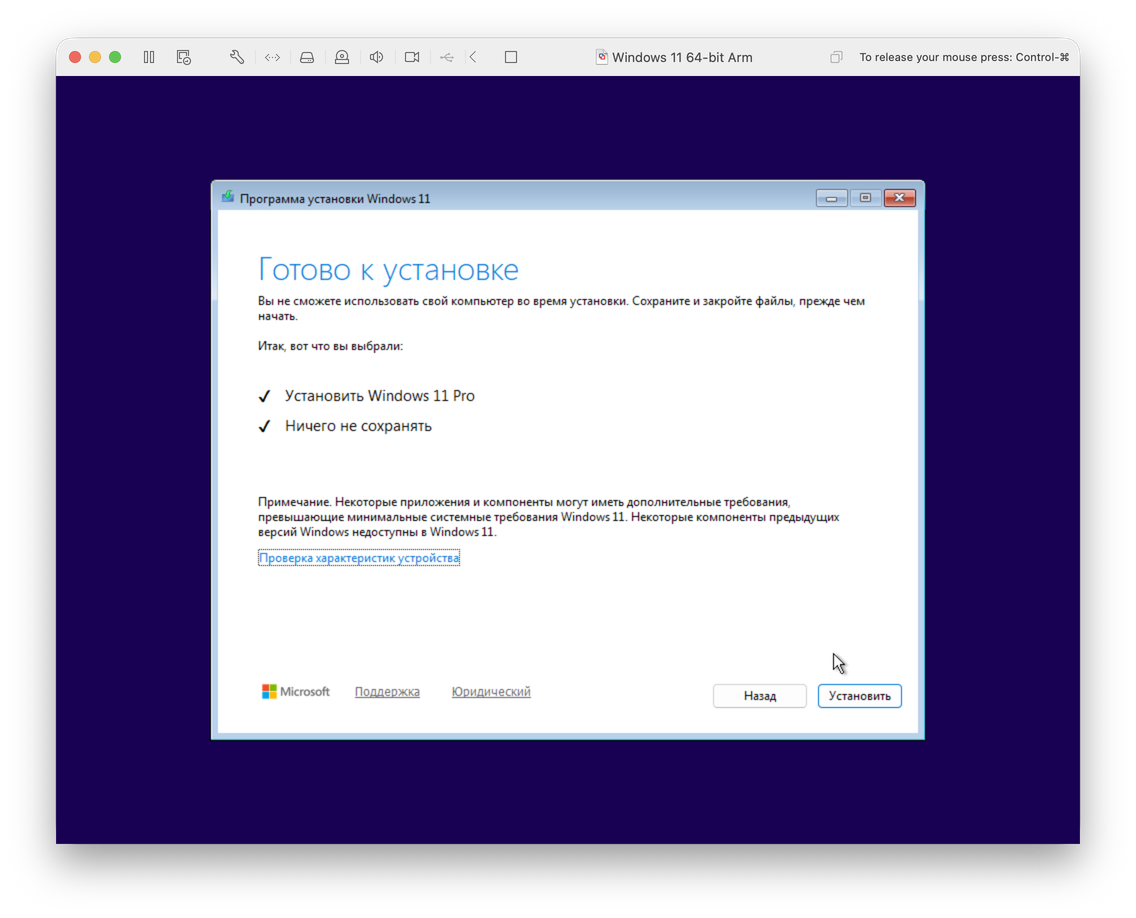 Windows 11 64-bit Arm
To release your mouse press: Control-⌘
Программа установки Windows 11
Готово к установке
Вы не сможете использовать свой компьютер во время установки. Сохраните и закройте файлы, прежде чем
начать.
Итак, вот что вы выбрали:
Установить Windows 11 Pro
Ничего не сохранять
Примечание. Некоторые приложения и компоненты могут иметь дополнительные требования,
превышающие минимальные системные требования Windows 11. Некоторые компоненты предыдущих
версий Windows недоступны в Windows 11.
Проверка характеристик устройства
Microsoft Поддержка Юридический Назад Установить